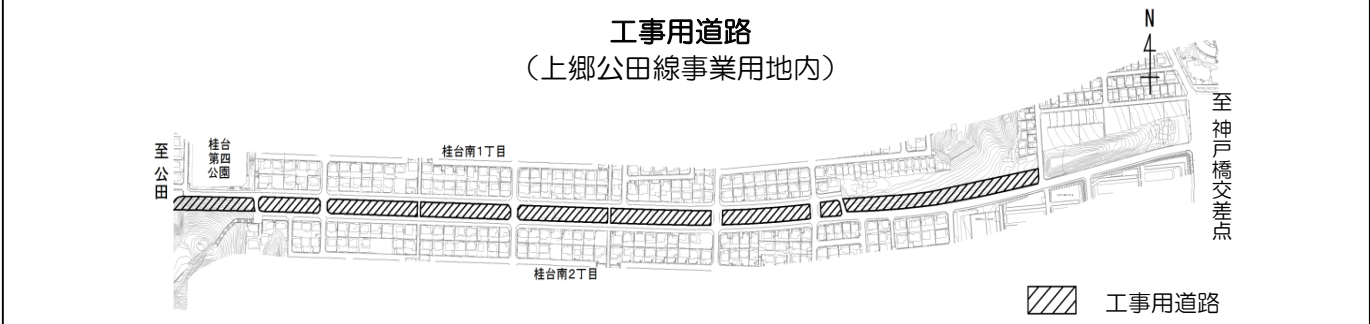 工事用道路
（上郷公田線事業用地内）
N
至 神戸橋交差点
至 公田
桂台
第四
公園
桂台南1丁目
桂台南2丁目
工事用道路